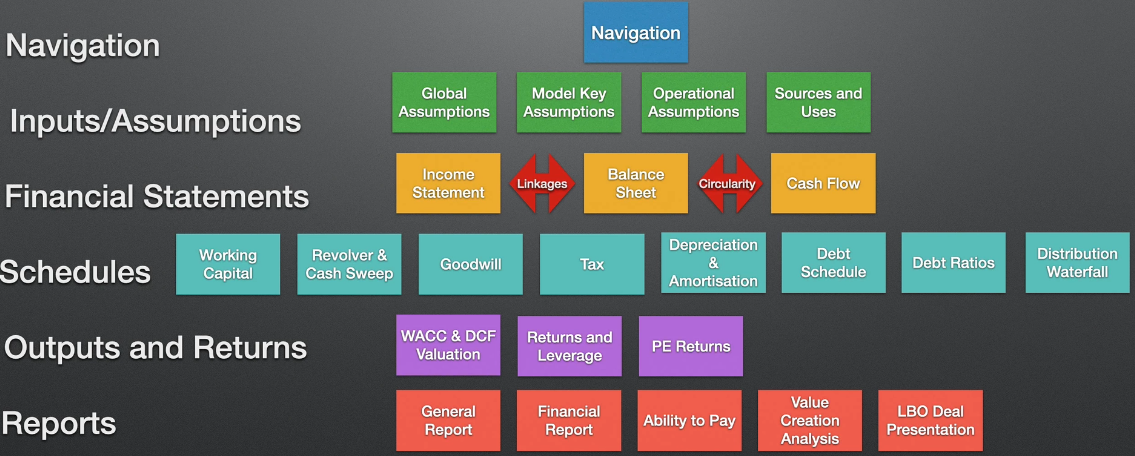 Navigation
Navigation
Inputs/Assumptions
Global
Assumptions
Model Key
Assumptions
Operational
Assumptions
Sources and
Uses
Financial Statements
Income
Statement
Linkages
Balance
Sheet
Circularity
Cash Flow
Schedules
Working
Capital
Revolver &
Cash Sweep
Goodwill
Tax
Depreciation
&
Amortisation
Debt
Schedule
Debt Ratios
Distribution
Waterfall
Outputs and Returns
WACC & DCF
Valuation
Returns and
Leverage
PE Returns
Reports
General
Report
Financial
Report
Ability to Pay
Value
Creation
Analysis
LBO Deal
Presentation